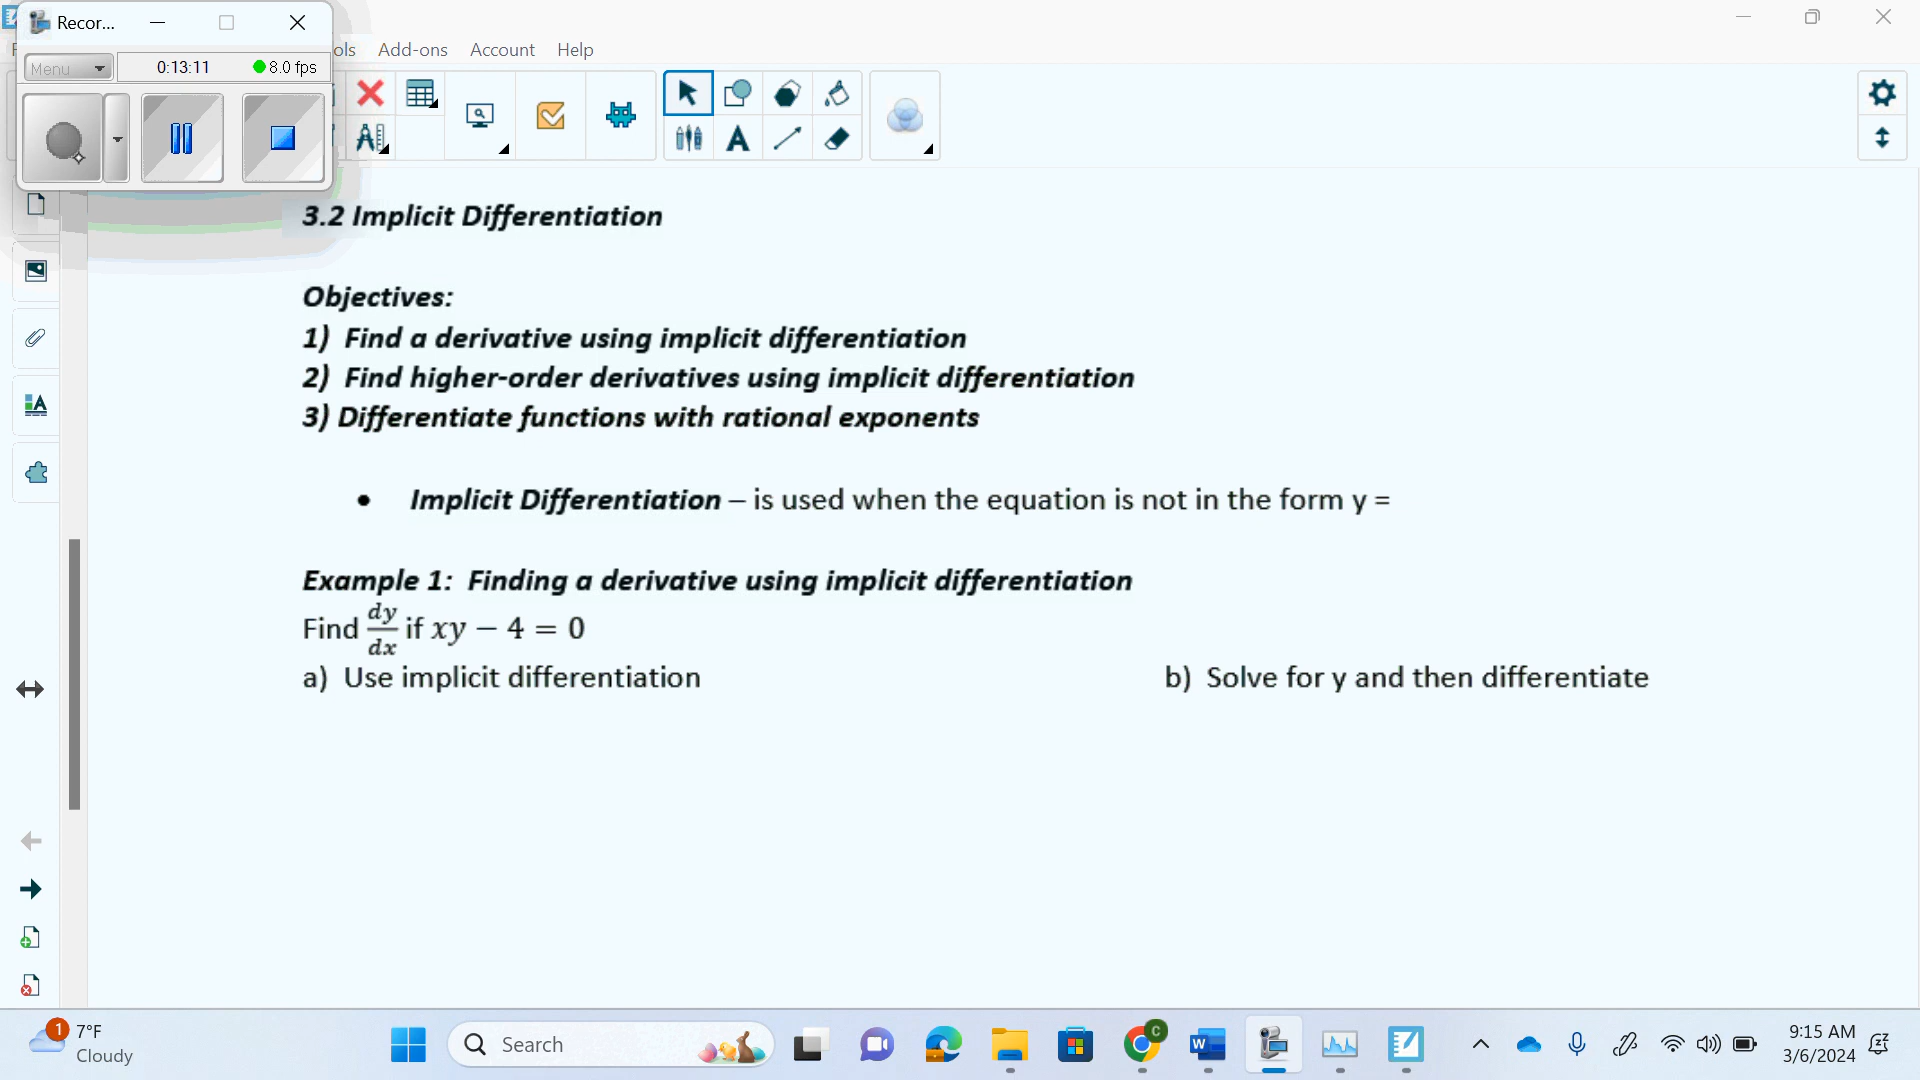 Recor...
Menu
0:13:11
8.0 fps
ols Add-ons Account Help
3.2 Implicit Differentiation
Objectives:
1) Find a derivative using implicit differentiation
2) Find higher-order derivatives using implicit differentiation
3) Differentiate functions with rational exponents
• Implicit Differentiation – is used when the equation is not in the form y =
Example 1: Finding a derivative using implicit differentiation
Find dy/dx if xy − 4 = 0
a) Use implicit differentiation
b) Solve for y and then differentiate
1
7°F
Cloudy
Search
C
W
9:15 AM
3/6/2024